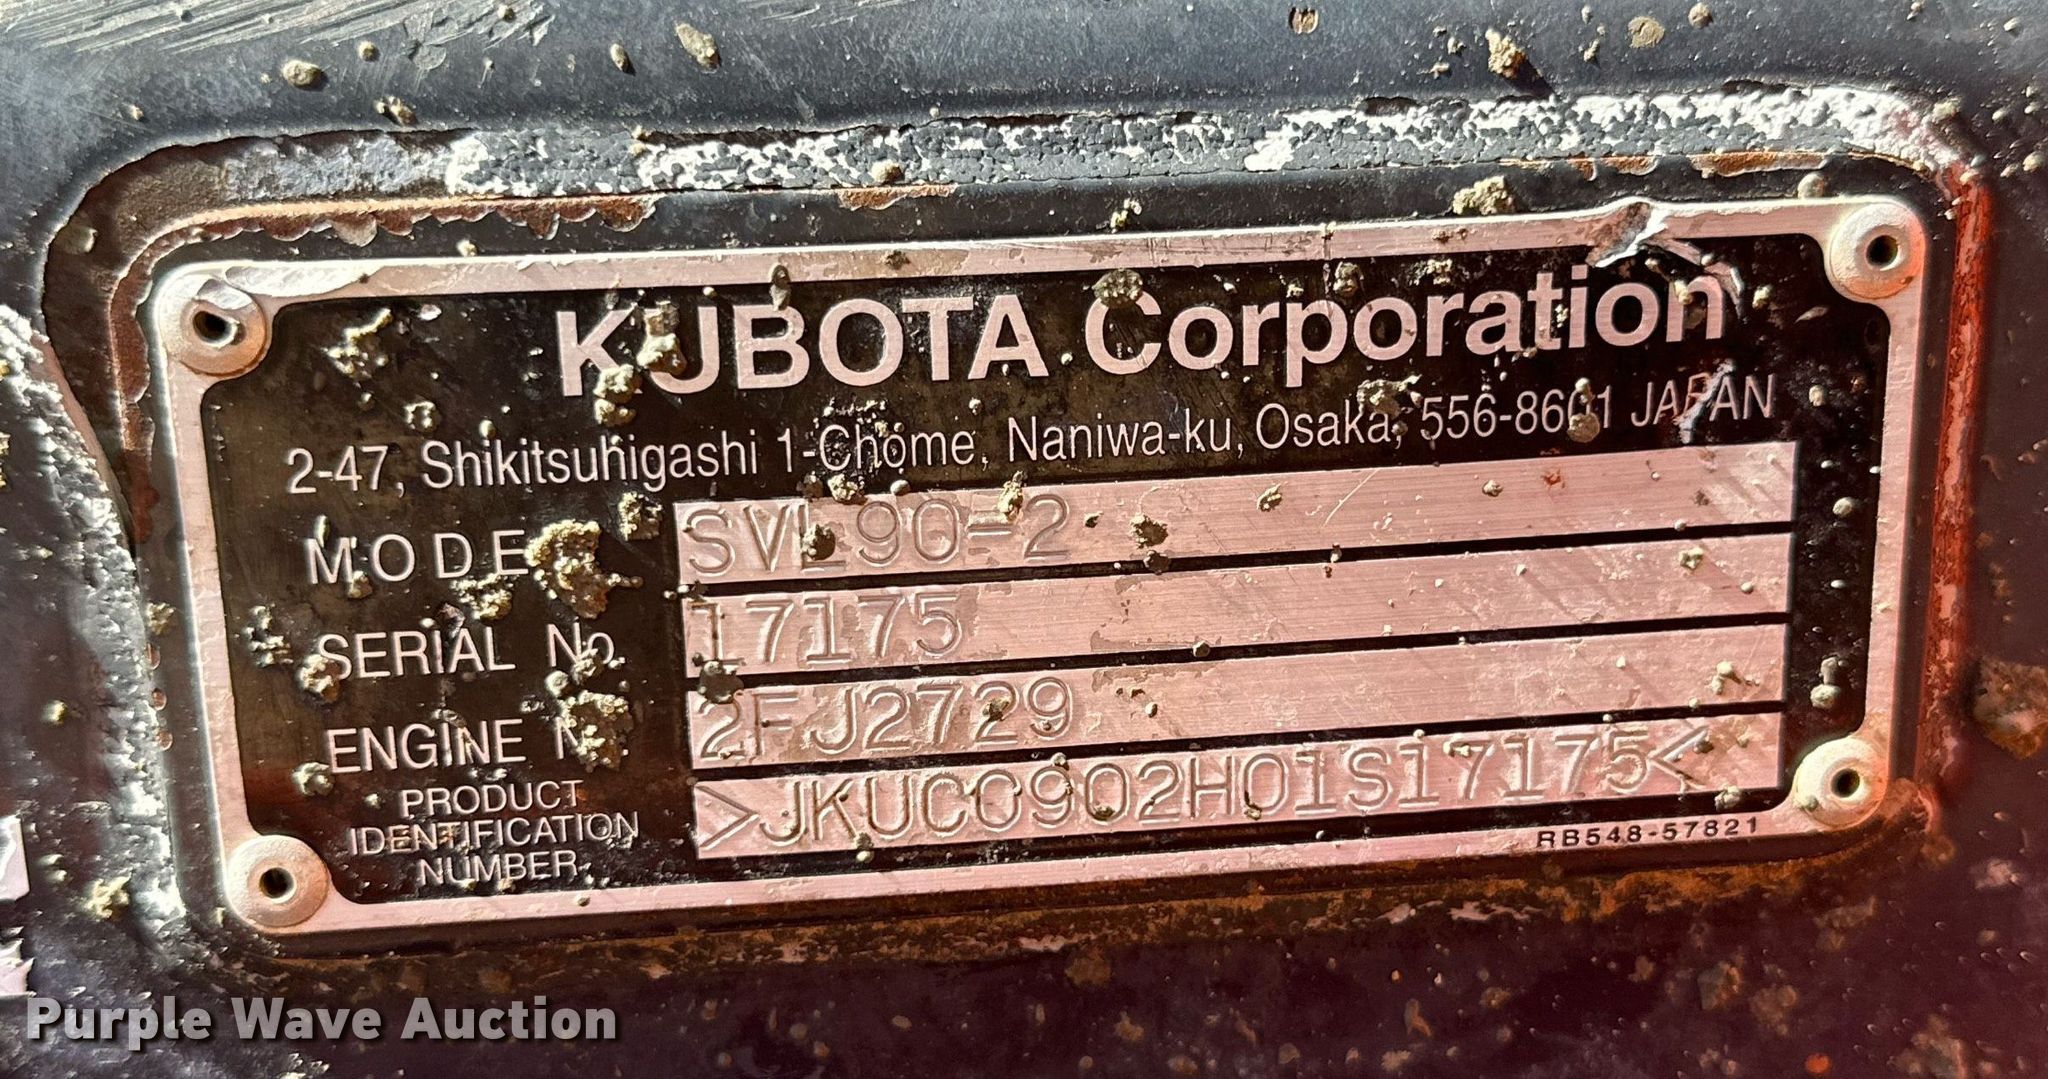 KUBOTA Corporation
2-47, Shikitsuhigashi 1-Chome, Naniwa-ku, Osaka, 556-8601 JAPAN
MODEL SVL90-2
SERIAL No. 17175
ENGINE No. 2FJ2729
PRODUCT
IDENTIFICATION
NUMBER
>JKUC0902H01S17175<
RB548-57821
Purple Wave Auction